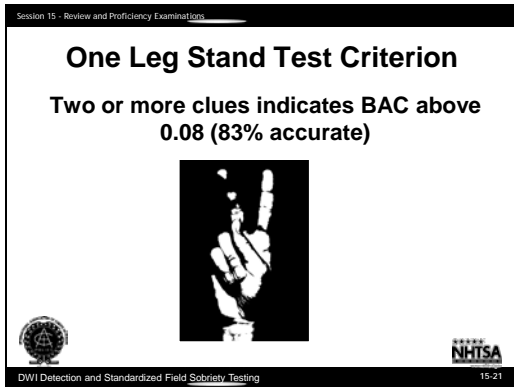 Session 15 - Review and Proficiency Examinations
One Leg Stand Test Criterion
Two or more clues indicates BAC above
0.08 (83% accurate)
NHTSA
DWI Detection and Standardized Field Sobriety Testing
15-21